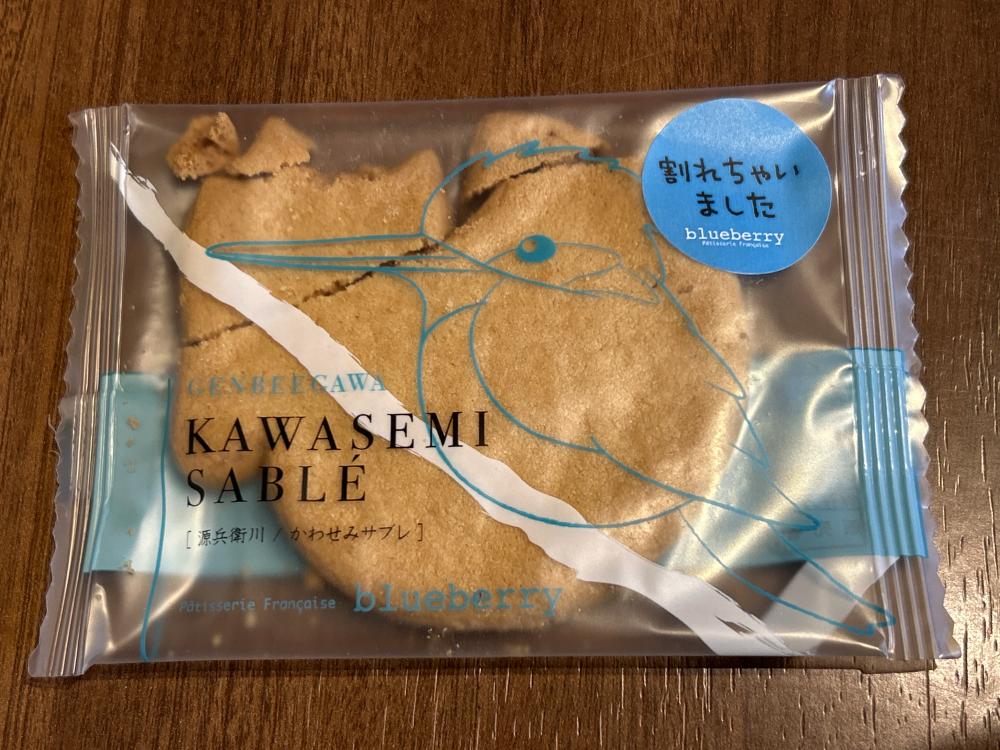 割れちゃい
ました
blueberry
Pâtisserie Française
GENBEEGAWA
KAWASEMI
SABLÉ
[ 源兵衛川 / かわせみサブレ ]
Pâtisserie Française blueberry